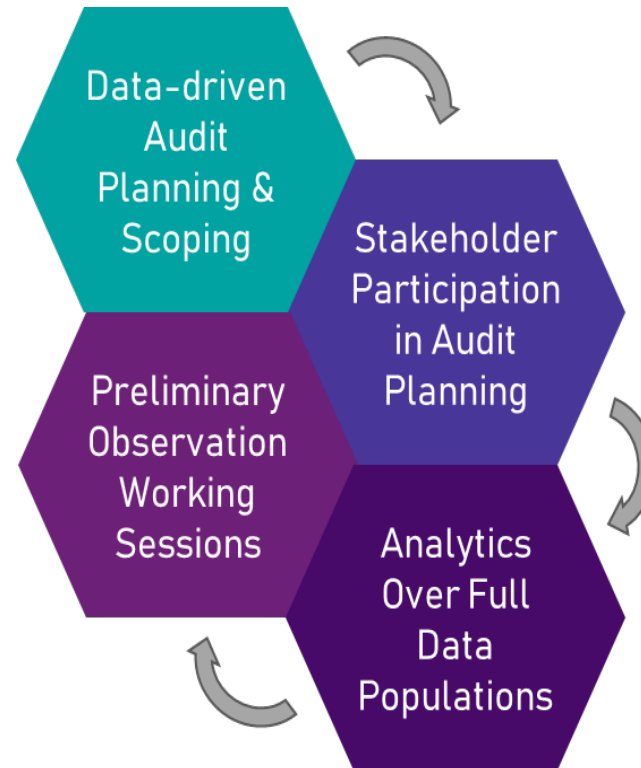 Data-driven
Audit
Planning &
Scoping
Stakeholder
Participation
in Audit
Planning
Analytics
Over Full
Data
Populations
Preliminary
Observation
Working
Sessions